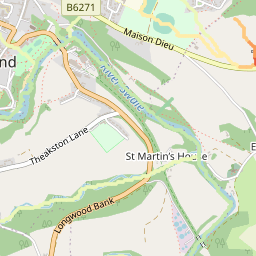 B6271
Maison Dieu
nd
River Swale
Theakston Lane
St Martin's House
E
Longwood Bank